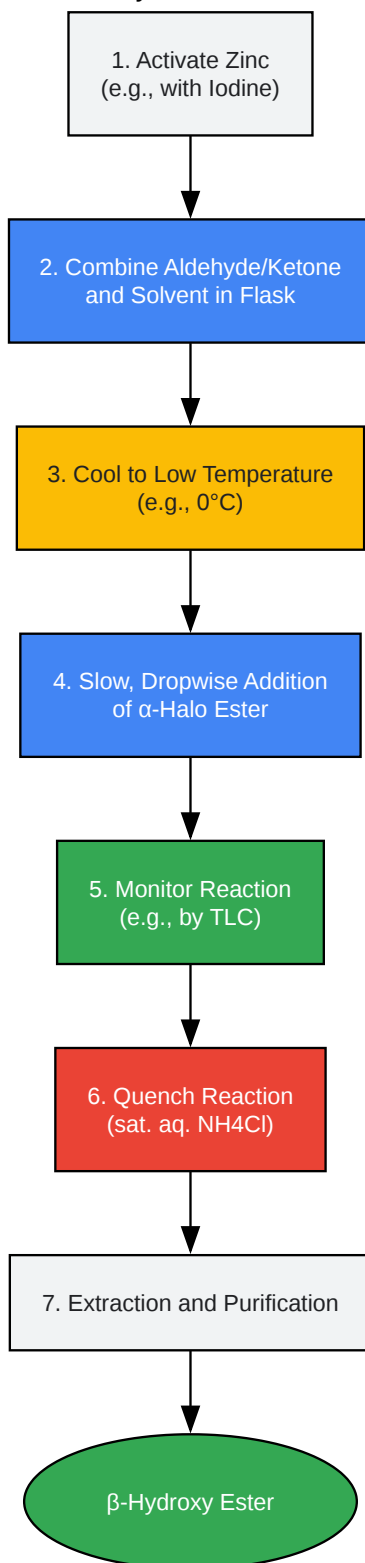 1. Activate Zinc
(e.g., with Iodine)
2. Combine Aldehyde/Ketone
and Solvent in Flask
3. Cool to Low Temperature
(e.g., 0°C)
4. Slow, Dropwise Addition
of α-Halo Ester
5. Monitor Reaction
(e.g., by TLC)
6. Quench Reaction
(sat. aq. NH4Cl)
7. Extraction and Purification
β-Hydroxy Ester